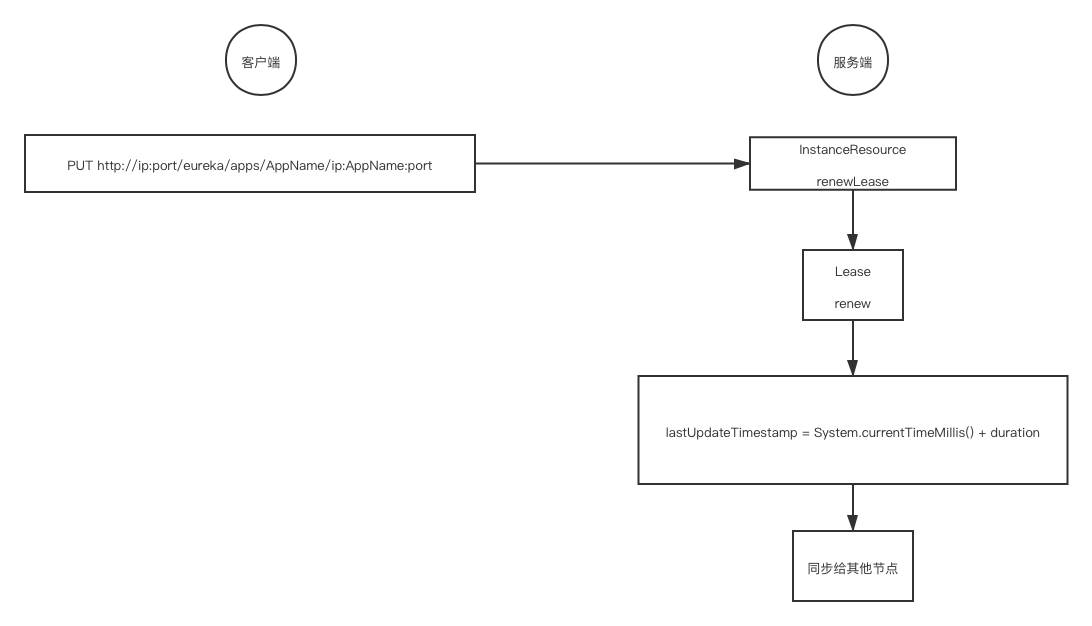 客户端
服务端
PUT http://ip:port/eureka/apps/AppName/ip:AppName:port
InstanceResource
renewLease
Lease
renew
lastUpdateTimestamp = System.currentTimeMillis() + duration
同步给其他节点